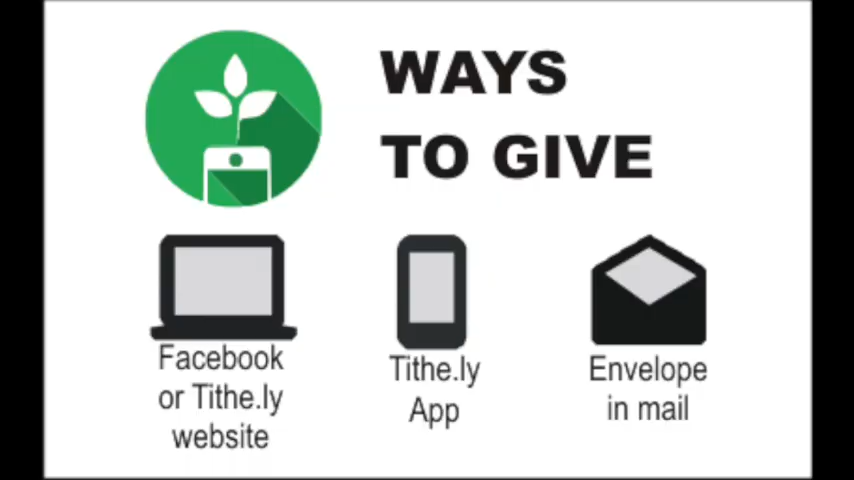 WAYS
TO GIVE
Facebook
or Tithe.ly
website
Tithe.ly
App
Envelope
in mail